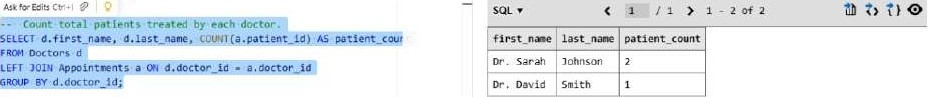 Ask for Edits Ctrl+I
-- Count total patients treated by each doctor.
SELECT d.first_name, d.last_name, COUNT(a.patient_id) AS patient_cour
FROM Doctors d
LEFT JOIN Appointments a ON d.doctor_id = a.doctor_id
GROUP BY d.doctor_id;
SQL ▾ < 1 / 1 > 1 - 2 of 2
first_name last_name patient_count
Dr. Sarah Johnson 2
Dr. David Smith 1